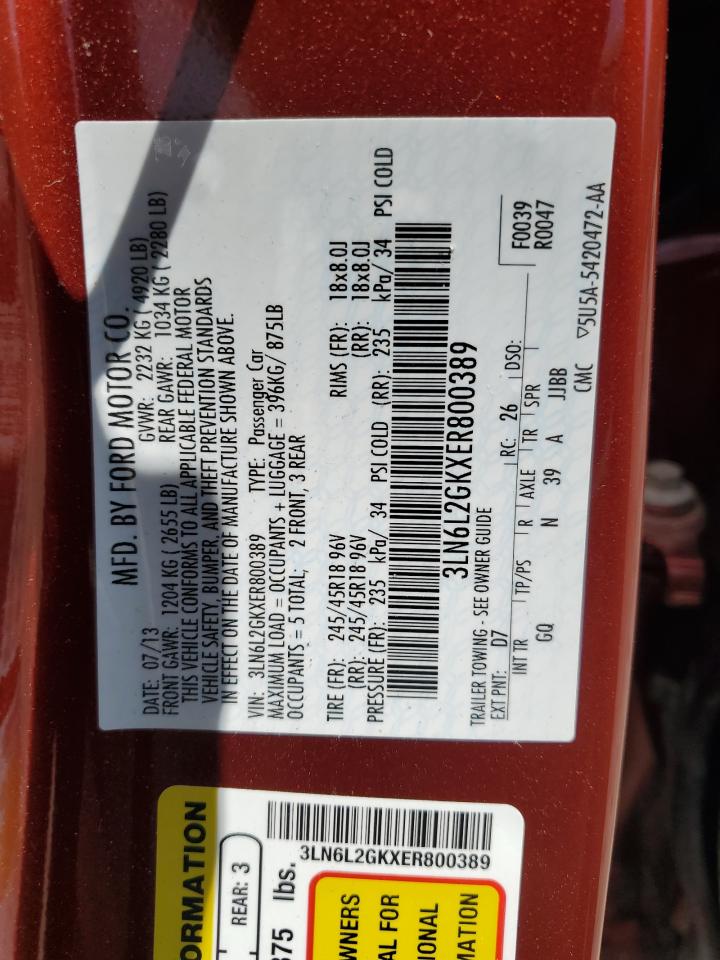 MFD. BY FORD MOTOR CO.
DATE: 07/13 GVWR: 2232 KG ( 4920 LB)
FRONT GAWR: 1204 KG ( 2655 LB) REAR GAWR: 1034 KG ( 2280 LB)
THIS VEHICLE CONFORMS TO ALL APPLICABLE FEDERAL MOTOR
VEHICLE SAFETY, BUMPER, AND THEFT PREVENTION STANDARDS
IN EFFECT ON THE DATE OF MANUFACTURE SHOWN ABOVE.
VIN: 3LN6L2GKXER800389 TYPE: Passenger Car
MAXIMUM LOAD = OCCUPANTS + LUGGAGE = 396KG/ 875LB
OCCUPANTS = 5 TOTAL; 2 FRONT, 3 REAR
TIRE (FR): 245/45R18 96V RIMS (FR): 18x8.0J
(RR): 245/45R18 96V (RR): 18x8.0J
PRESSURE (FR): 235 kPa/ 34 PSI COLD (RR): 235 kPa/ 34 PSI COLD
3LN6L2GKXER800389
TRAILER TOWING - SEE OWNER GUIDE
EXT PNT: D7 RC: 26 DSO: F0039
R0047
INT TR TP/PS R AXLE TR SPR
GQ N 39 A JJBB
CMC ▽5U5A-5420472-AA
ORMATION
REAR: 3
875 lbs.
3LN6L2GKXER800389
WNERS
AL FOR
IONAL
MATION